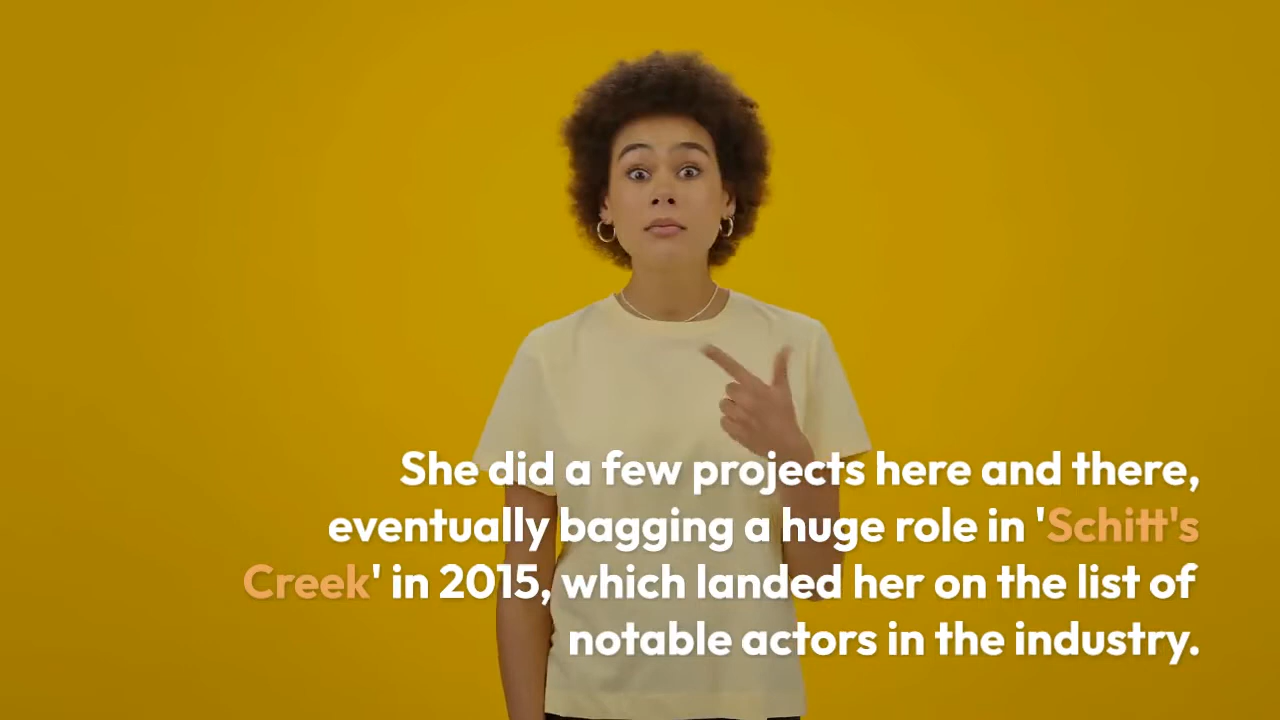 She did a few projects here and there,
eventually bagging a huge role in 'Schitt's
Creek' in 2015, which landed her on the list of
notable actors in the industry.